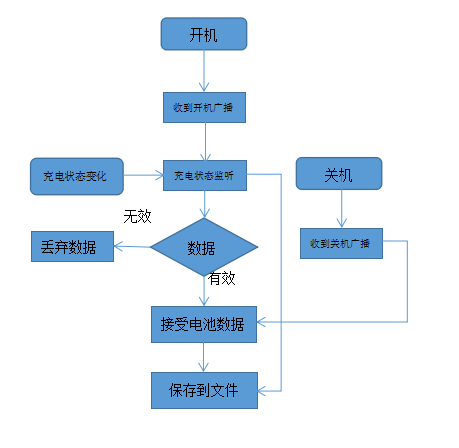 开机
收到开机广播
充电状态变化
充电状态监听
关机
无效
丢弃数据
数据
收到关机广播
有效
接受电池数据
保存到文件